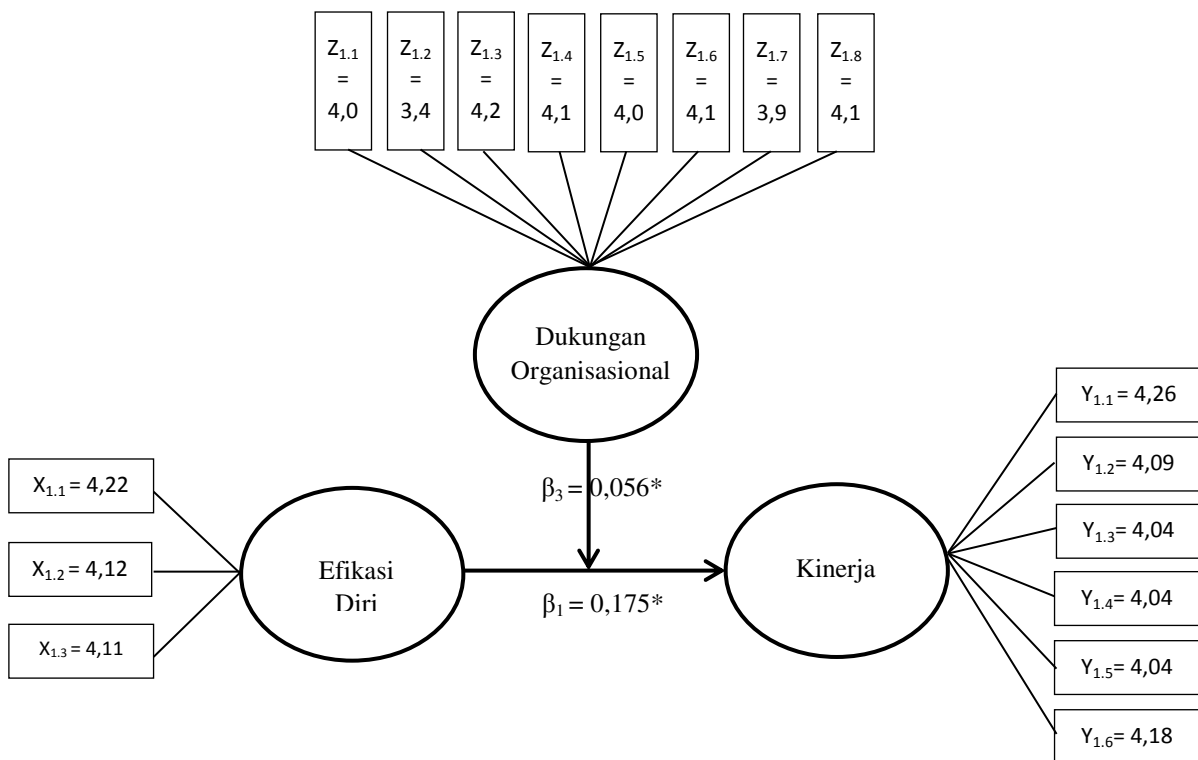 Z1.1
=
4,0
Z1.2
=
3,4
Z1.3
=
4,2
Z1.4
=
4,1
Z1.5
=
4,0
Z1.6
=
4,1
Z1.7
=
3,9
Z1.8
=
4,1
Dukungan
Organisasional
β3 = 0,056*
X1.1 = 4,22
X1.2 = 4,12
X1.3 = 4,11
Efikasi
Diri
β1 = 0,175*
Kinerja
Y1.1 = 4,26
Y1.2 = 4,09
Y1.3 = 4,04
Y1.4 = 4,04
Y1.5= 4,04
Y1.6= 4,18